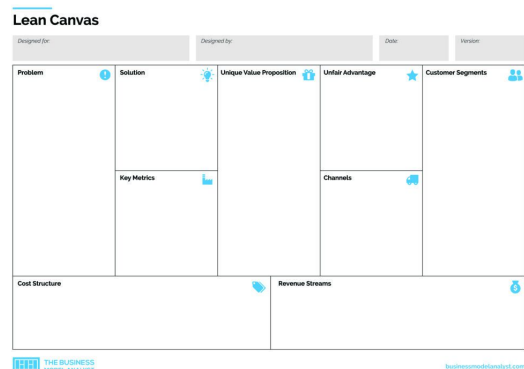 Lean Canvas
Designed for:
Designed by:
Date:
Version:
Problem
Solution
Unique Value Proposition
Unfair Advantage
Customer Segments
Key Metrics
Channels
Cost Structure
Revenue Streams
THE BUSINESS
businessmodelanalyst.com